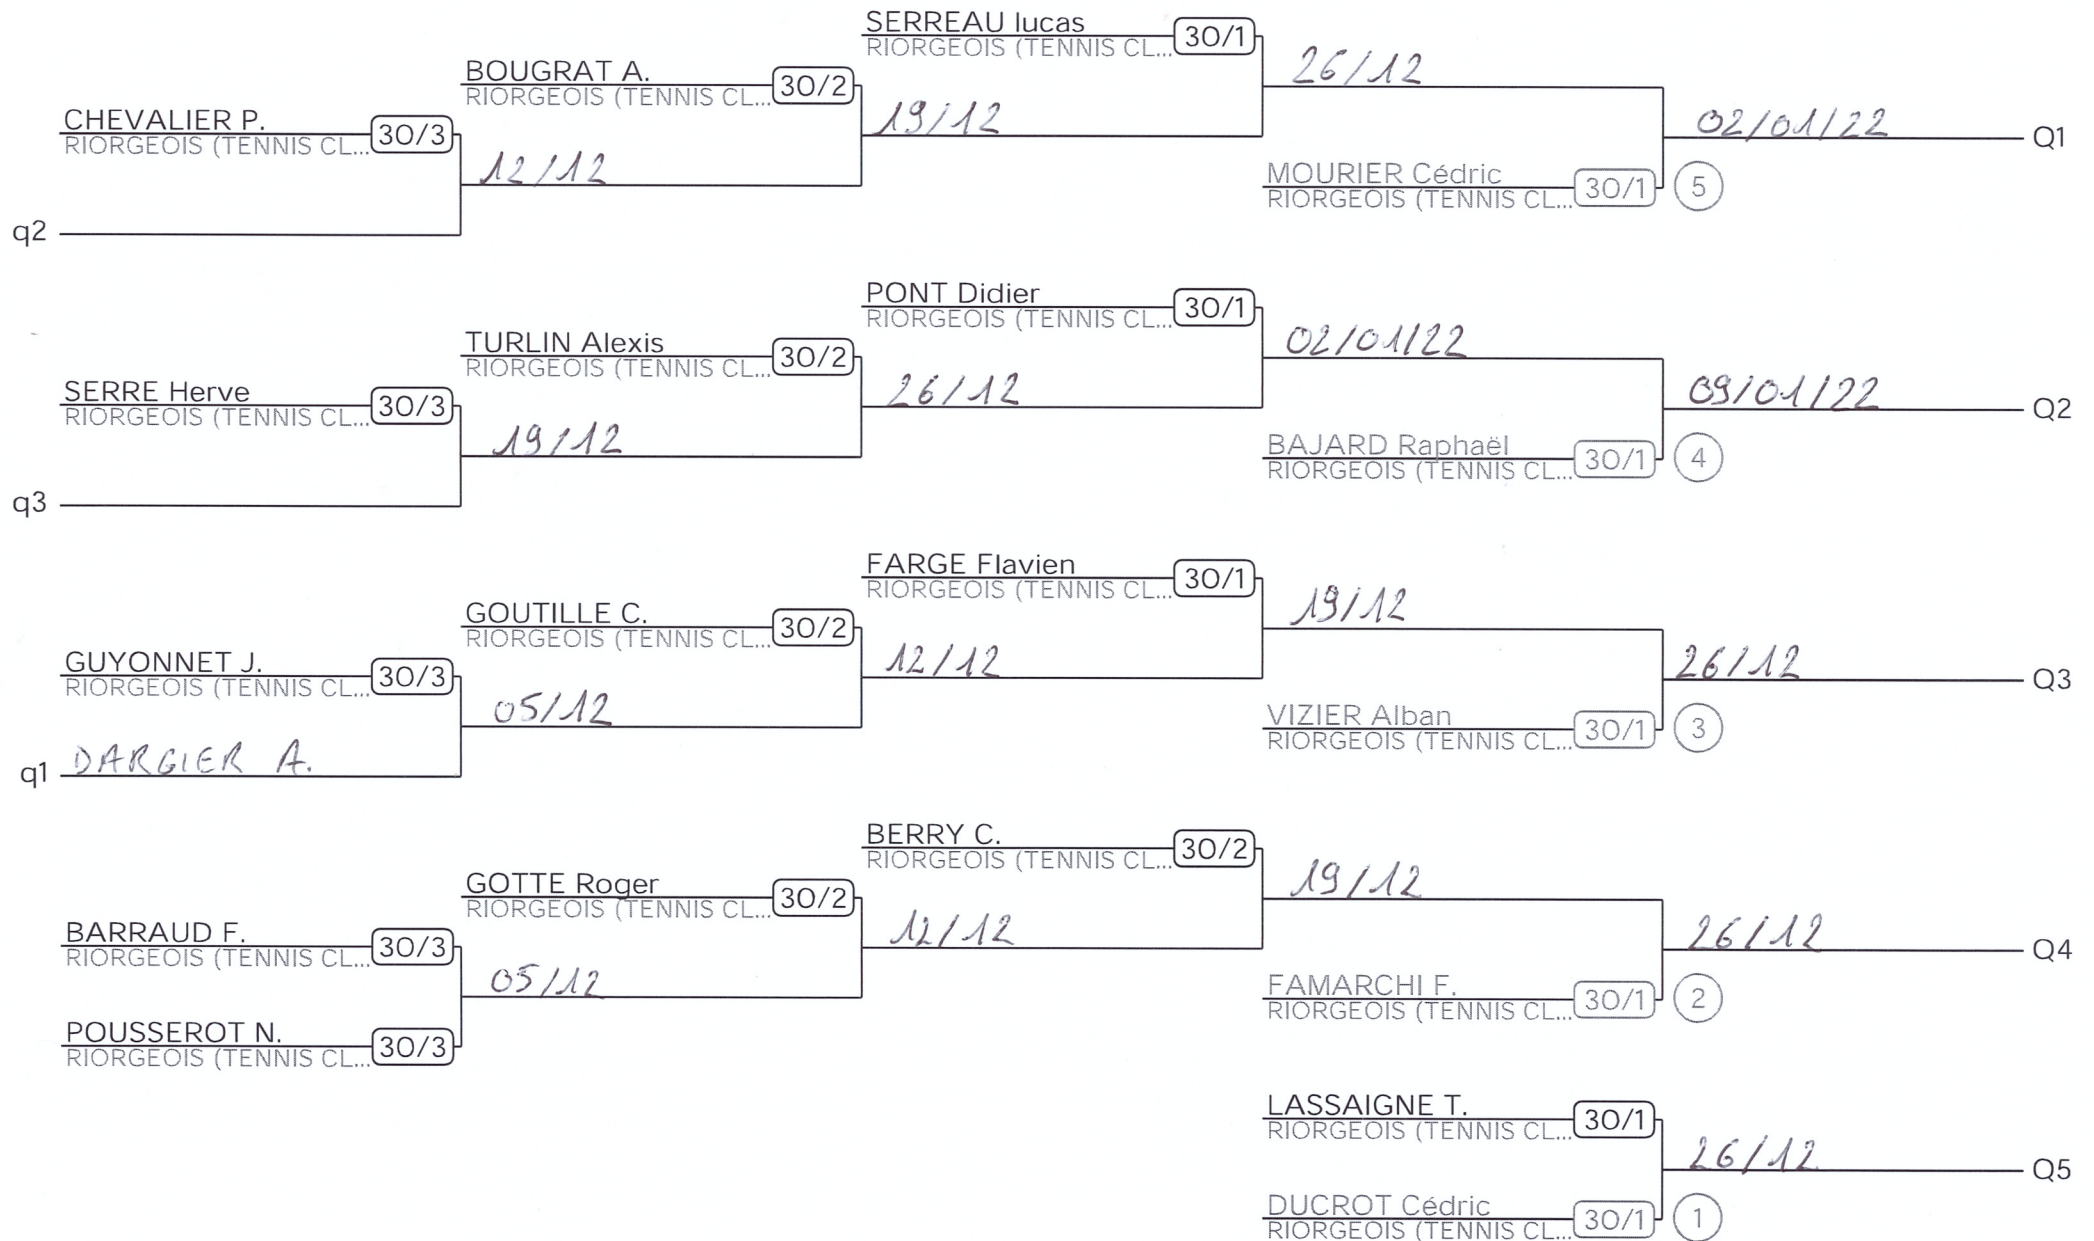 SERREAU lucas
RIORGEOIS (TENNIS CL... 30/1
26/12
BOUGRAT A.
RIORGEOIS (TENNIS CL... 30/2
19/12
CHEVALIER P.
RIORGEOIS (TENNIS CL... 30/3
12/12
02/01/22 Q1
MOURIER Cédric
RIORGEOIS (TENNIS CL... 30/1 5
q2
PONT Didier
RIORGEOIS (TENNIS CL... 30/1
02/01/22
TURLIN Alexis
RIORGEOIS (TENNIS CL... 30/2
26/12
SERRE Herve
RIORGEOIS (TENNIS CL... 30/3
19/12
09/01/22 Q2
BAJARD Raphaël
RIORGEOIS (TENNIS CL... 30/1 4
q3
FARGE Flavien
RIORGEOIS (TENNIS CL... 30/1
19/12
GOUTILLE C.
RIORGEOIS (TENNIS CL... 30/2
12/12
GUYONNET J.
RIORGEOIS (TENNIS CL... 30/3
05/12
26/12 Q3
VIZIER Alban
RIORGEOIS (TENNIS CL... 30/1 3
q1 DARGIER A.
BERRY C.
RIORGEOIS (TENNIS CL... 30/2
19/12
GOTTE Roger
RIORGEOIS (TENNIS CL... 30/2
12/12
BARRAUD F.
RIORGEOIS (TENNIS CL... 30/3
05/12
26/12 Q4
FAMARCHI F.
RIORGEOIS (TENNIS CL... 30/1 2
POUSSEROT N.
RIORGEOIS (TENNIS CL... 30/3
LASSAIGNE T.
RIORGEOIS (TENNIS CL... 30/1
26/12 Q5
DUCROT Cédric
RIORGEOIS (TENNIS CL... 30/1 1